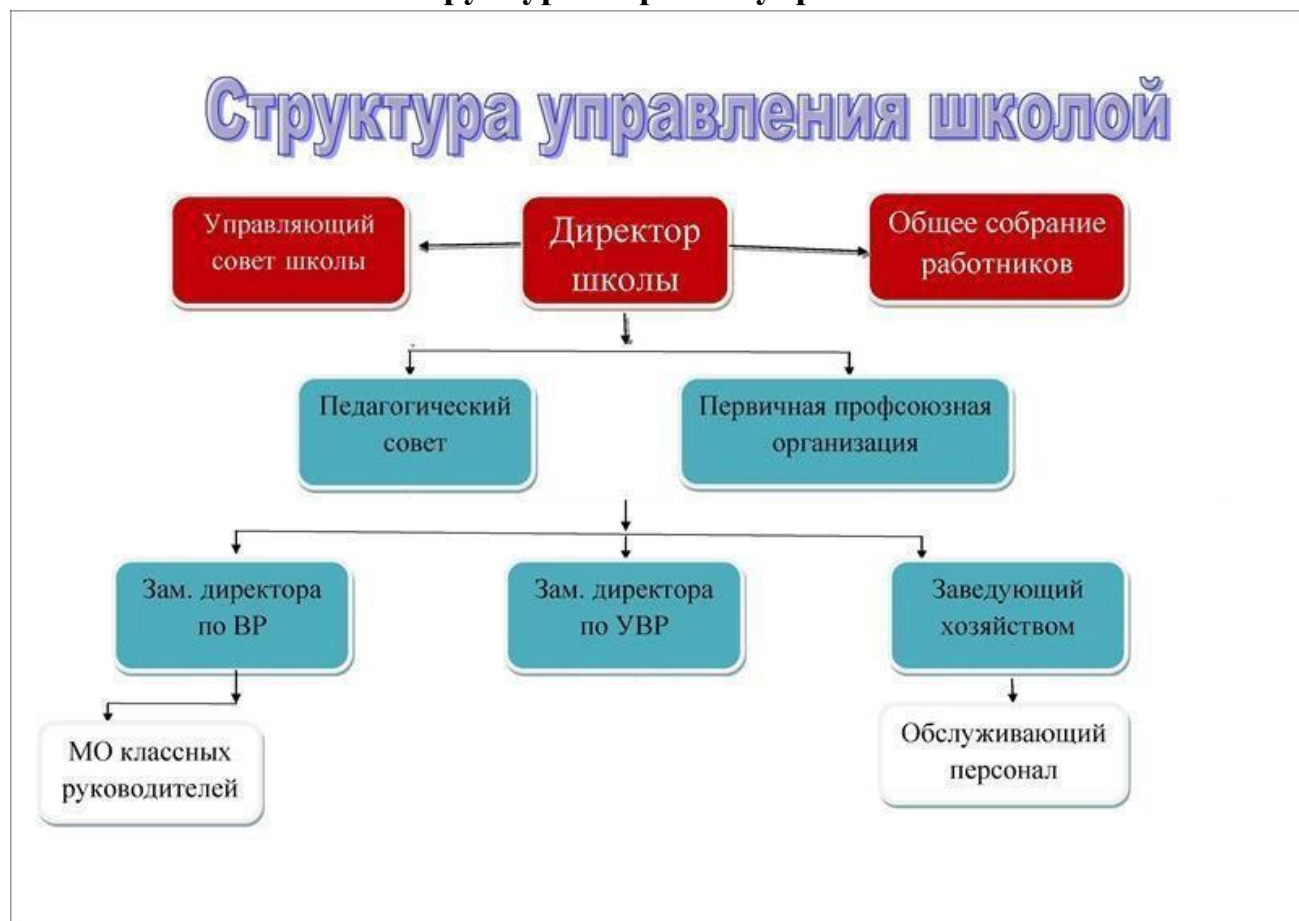 Структура управления школой
Управляющий
совет школы
Директор
школы
Общее собрание
работников
Педагогический
совет
Первичная профсоюзная
организация
Зам. директора
по ВР
Зам. директора
по УВР
Заведующий
хозяйством
МО классных
руководителей
Обслуживающий
персонал